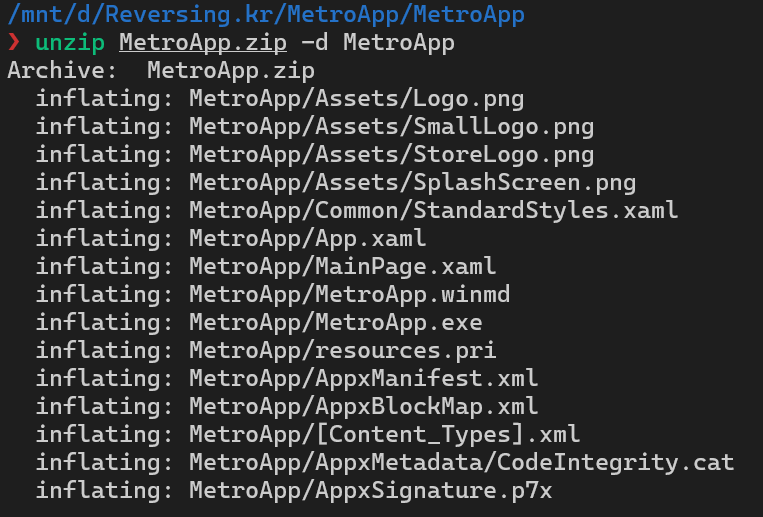 /mnt/d/Reversing.kr/MetroApp/MetroApp
❯ unzip MetroApp.zip -d MetroApp
Archive:  MetroApp.zip
  inflating: MetroApp/Assets/Logo.png
  inflating: MetroApp/Assets/SmallLogo.png
  inflating: MetroApp/Assets/StoreLogo.png
  inflating: MetroApp/Assets/SplashScreen.png
  inflating: MetroApp/Common/StandardStyles.xaml
  inflating: MetroApp/App.xaml
  inflating: MetroApp/MainPage.xaml
  inflating: MetroApp/MetroApp.winmd
  inflating: MetroApp/MetroApp.exe
  inflating: MetroApp/resources.pri
  inflating: MetroApp/AppxManifest.xml
  inflating: MetroApp/AppxBlockMap.xml
  inflating: MetroApp/[Content_Types].xml
  inflating: MetroApp/AppxMetadata/CodeIntegrity.cat
  inflating: MetroApp/AppxSignature.p7x